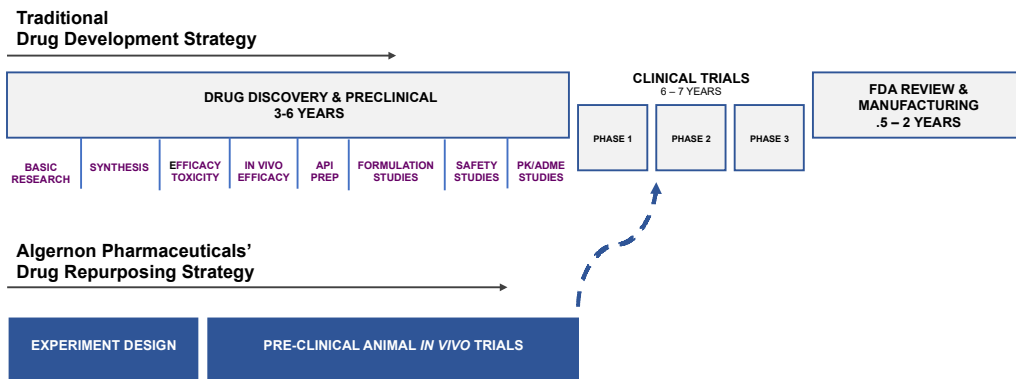 Traditional
Drug Development Strategy
DRUG DISCOVERY & PRECLINICAL
3-6 YEARS
CLINICAL TRIALS
6 – 7 YEARS
PHASE 1
PHASE 2
PHASE 3
FDA REVIEW &
MANUFACTURING
.5 – 2 YEARS
BASIC
RESEARCH
SYNTHESIS
EFFICACY
TOXICITY
IN VIVO
EFFICACY
API
PREP
FORMULATION
STUDIES
SAFETY
STUDIES
PK/ADME
STUDIES
Algernon Pharmaceuticals’
Drug Repurposing Strategy
EXPERIMENT DESIGN
PRE-CLINICAL ANIMAL IN VIVO TRIALS